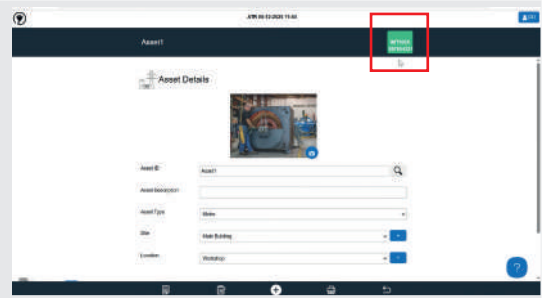 Asset1
Asset Details
Asset ID
Asset1
Asset Description
Asset Type
Motor
Site
Main Building
Location
Workshop
?